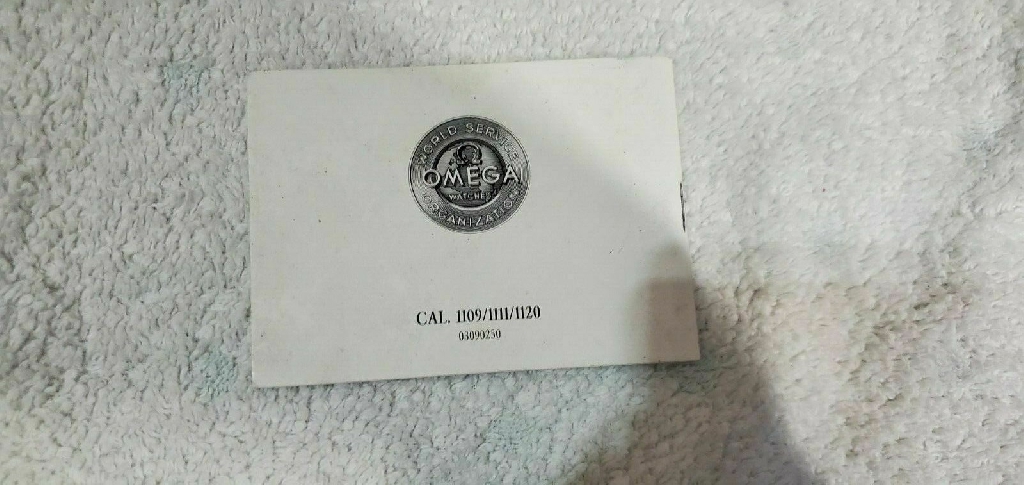 WORLD SERVICE
Ω
OMEGA
WATCHES
ORGANIZATION
CAL. 1109/1111/1120
03090250